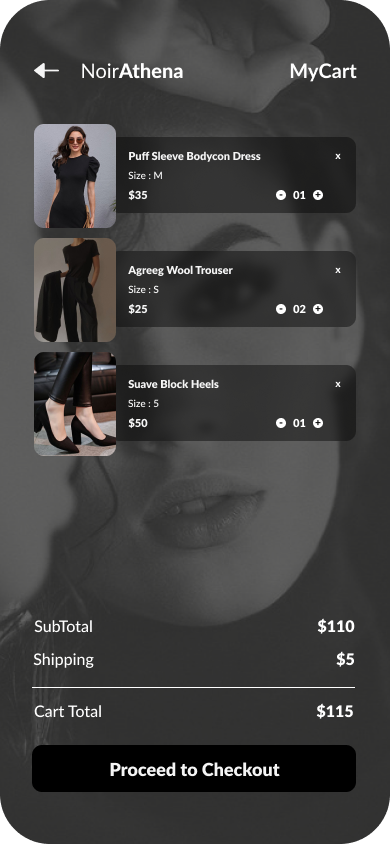 NoirAthena MyCart
Puff Sleeve Bodycon Dress x
Size : M
$35 - 01 +
Agreeg Wool Trouser x
Size : S
$25 - 02 +
Suave Block Heels x
Size : 5
$50 - 01 +
SubTotal $110
Shipping $5
Cart Total $115
Proceed to Checkout